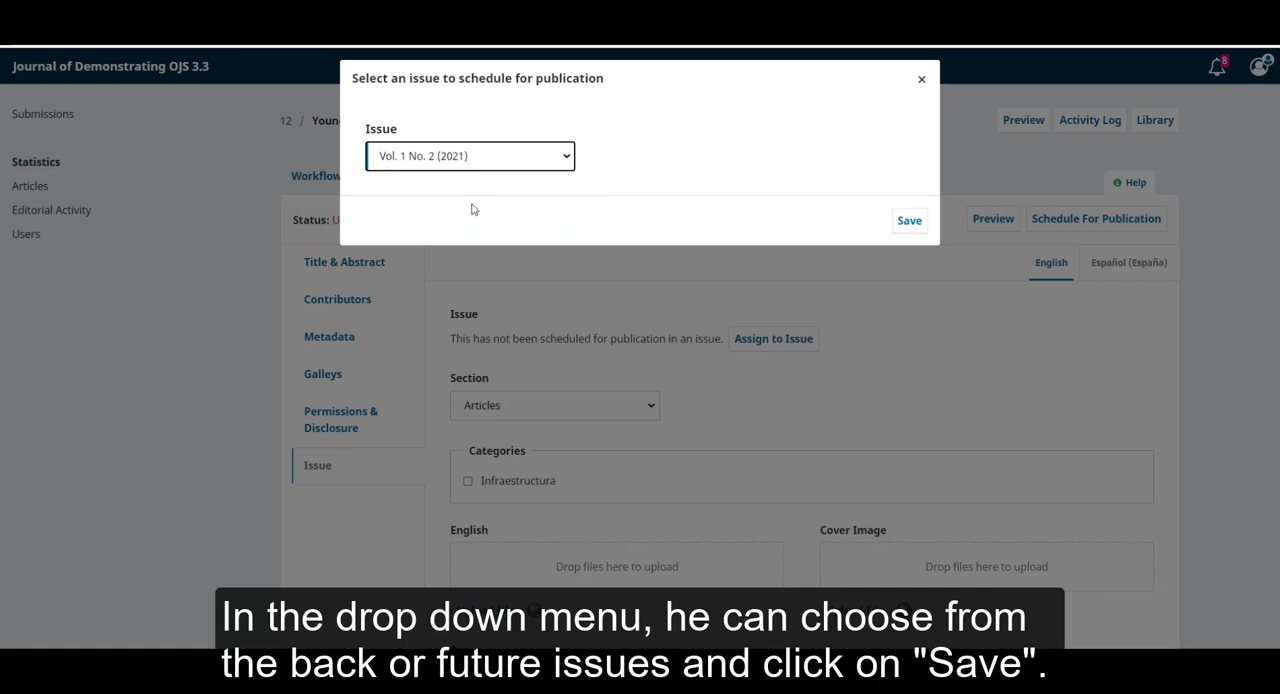 Journal of Demonstrating OJS 3.3
8
Select an issue to schedule for publication
×
Issue
Vol. 1 No. 2 (2021)
Save
Submissions
Statistics
Articles
Editorial Activity
Users
12 / Youn
Preview
Activity Log
Library
Workflow
Help
Status: U
Preview
Schedule For Publication
Title & Abstract
Contributors
Metadata
Galleys
Permissions &
Disclosure
Issue
English
Español (España)
Issue
This has not been scheduled for publication in an issue.
Assign to Issue
Section
Articles
Categories
Infraestructura
English
Drop files here to upload
Cover Image
Drop files here to upload
In the drop down menu, he can choose from
the back or future issues and click on "Save".